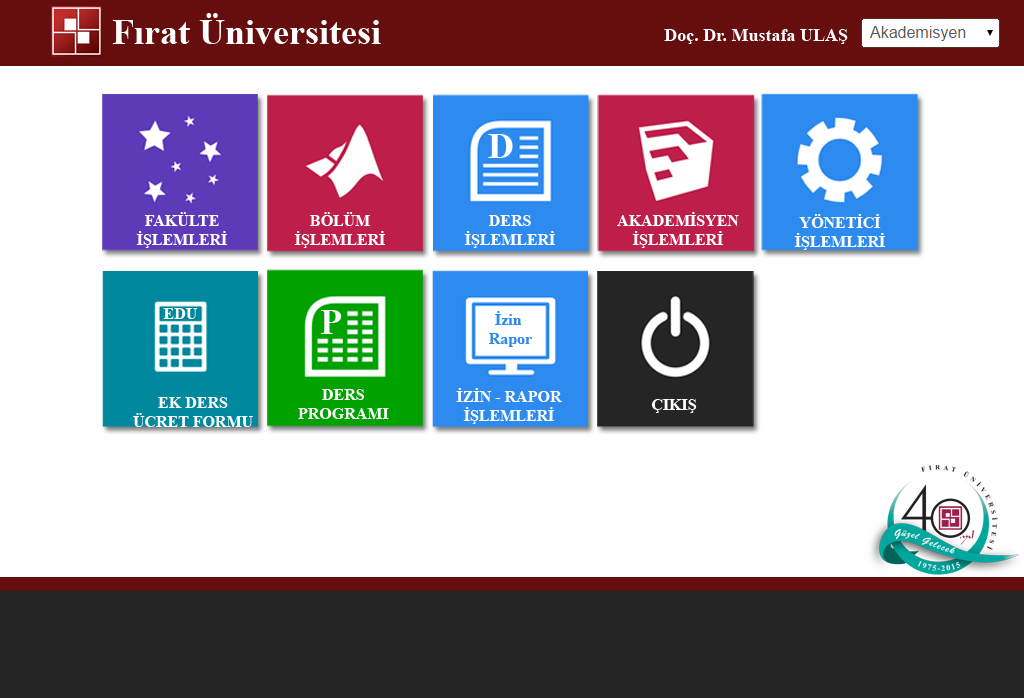 Fırat Üniversitesi
Doç. Dr. Mustafa ULAŞ
Akademisyen
FAKÜLTE
İŞLEMLERİ
BÖLÜM
İŞLEMLERİ
D
DERS
İŞLEMLERİ
AKADEMİSYEN
İŞLEMLERİ
YÖNETİCİ
İŞLEMLERİ
EDU
EK DERS
ÜCRET FORMU
P
DERS
PROGRAMI
İzin
Rapor
İZİN - RAPOR
İŞLEMLERİ
ÇIKIŞ
FIRAT ÜNİVERSİTESİ
40
Güzel Gelecek
1975-2015